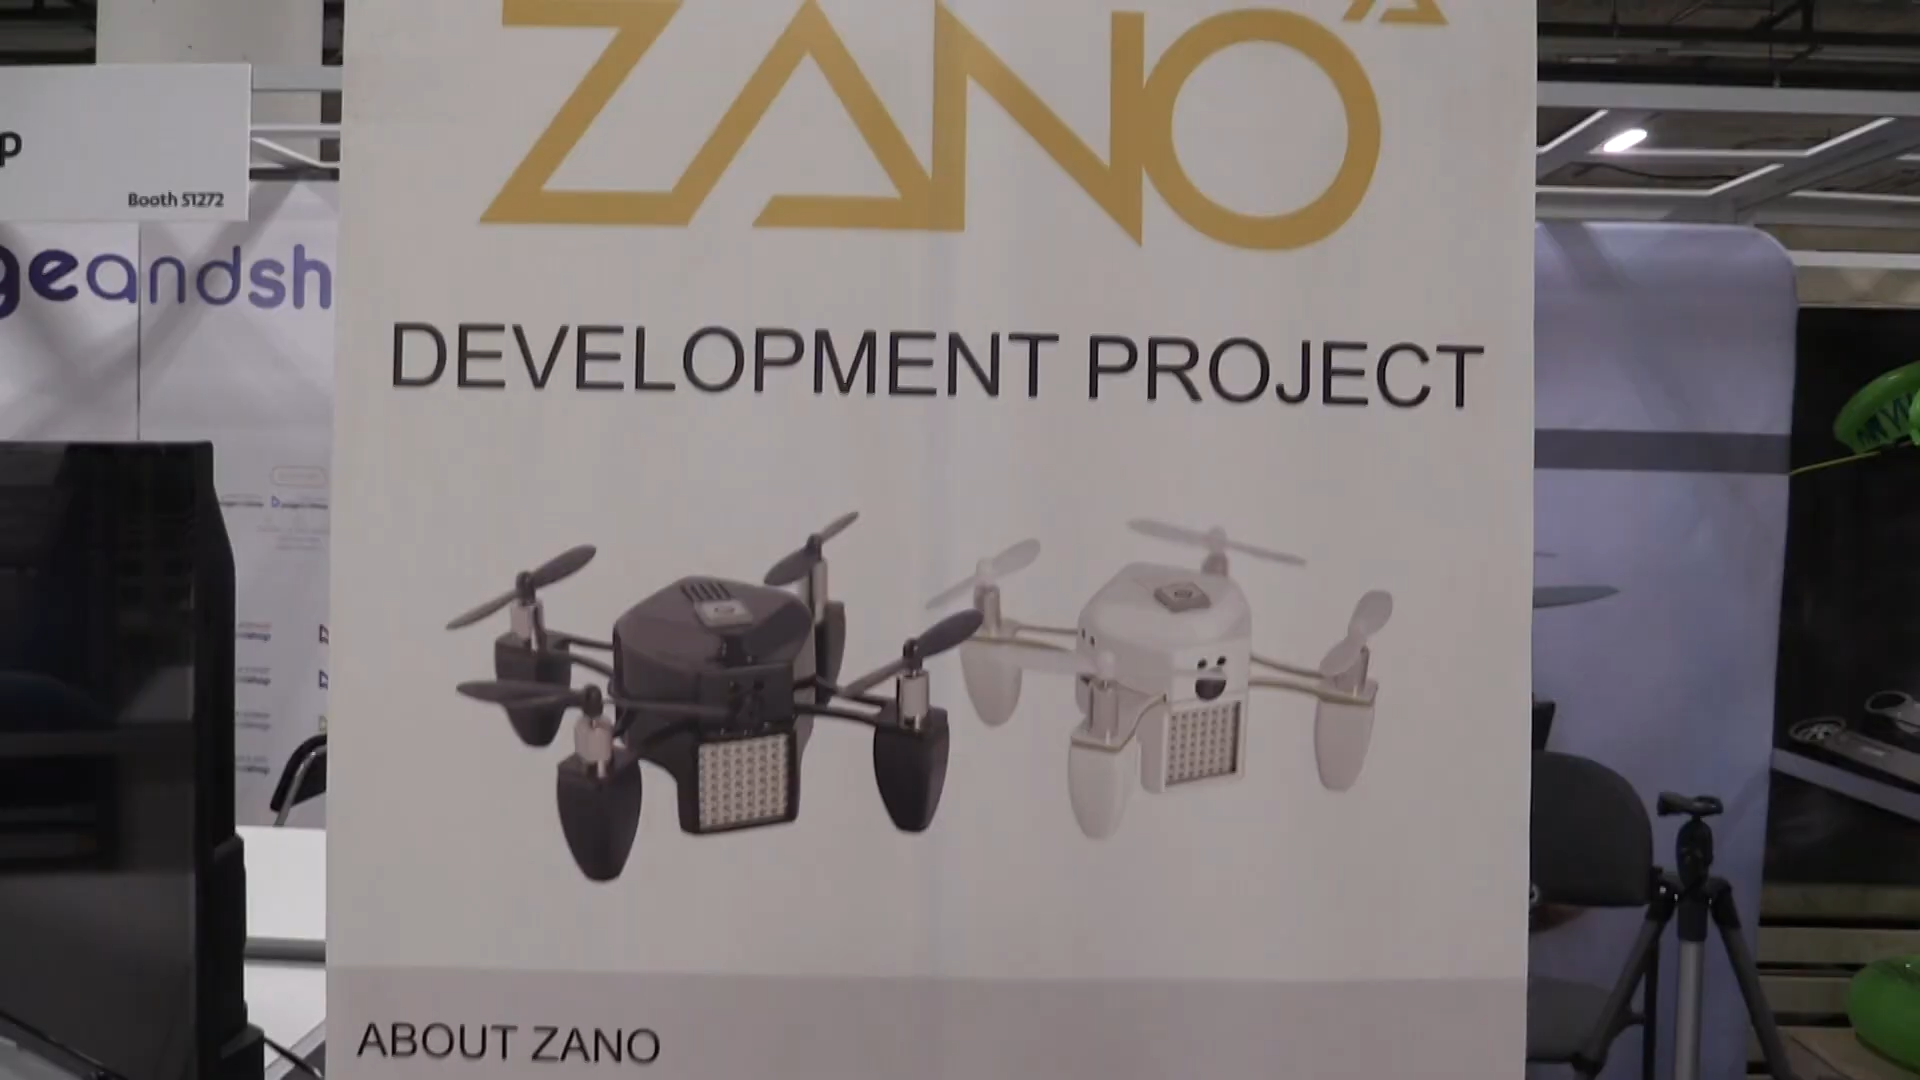 ZANO
p
Booth 51272
geandsh
DEVELOPMENT PROJECT
ABOUT ZANO